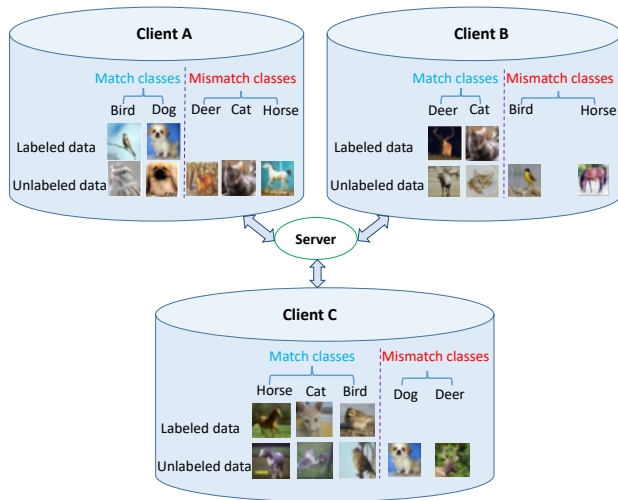 Client A
Match classes Mismatch classes
Bird Dog Deer Cat Horse
Labeled data
Unlabeled data
Client B
Match classes Mismatch classes
Deer Cat Bird Horse
Labeled data
Unlabeled data
Server
Client C
Match classes Mismatch classes
Horse Cat Bird Dog Deer
Labeled data
Unlabeled data